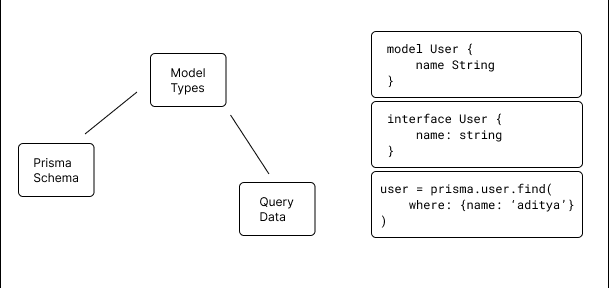 Model
Types
Prisma
Schema
Query
Data
model User {
    name String
}
interface User {
    name: string
}
user = prisma.user.find(
    where: {name: ‘aditya’}
)